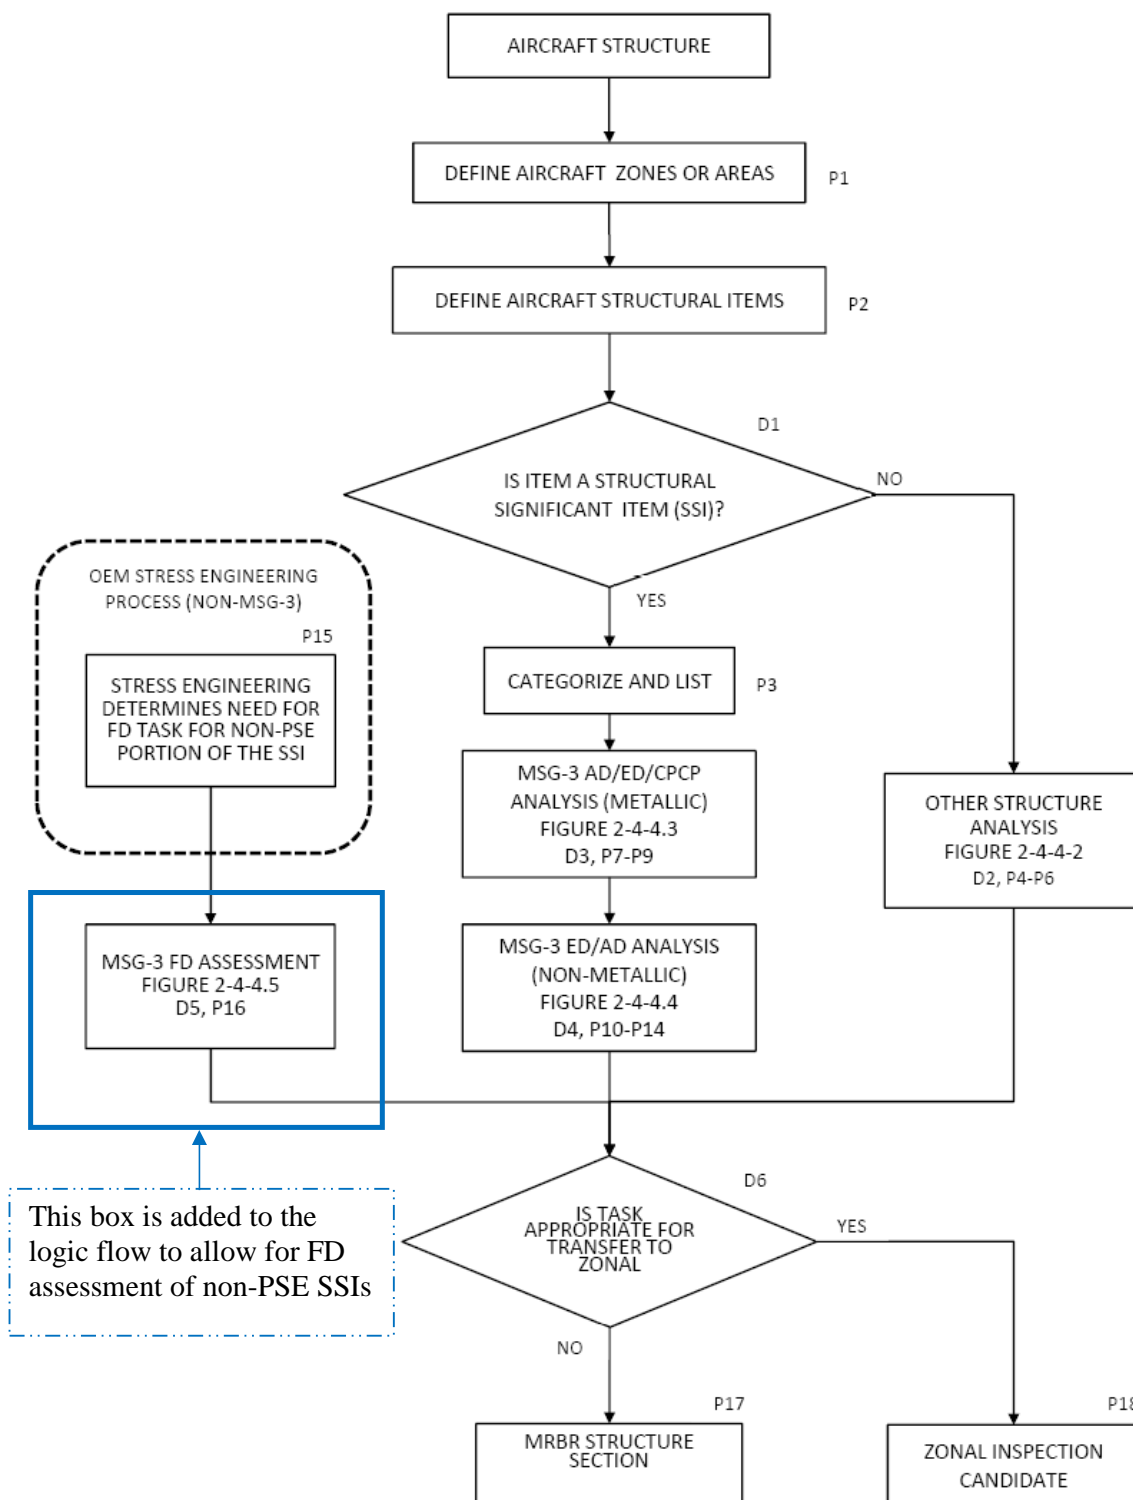 AIRCRAFT STRUCTURE
DEFINE AIRCRAFT ZONES OR AREAS
P1
DEFINE AIRCRAFT STRUCTURAL ITEMS
P2
D1
IS ITEM A STRUCTURAL
SIGNIFICANT ITEM (SSI)?
NO
YES
OEM STRESS ENGINEERING
PROCESS (NON-MSG-3)
P15
STRESS ENGINEERING
DETERMINES NEED FOR
FD TASK FOR NON-PSE
PORTION OF THE SSI
CATEGORIZE AND LIST
P3
MSG-3 AD/ED/CPCP
ANALYSIS (METALLIC)
FIGURE 2-4-4.3
D3, P7-P9
OTHER STRUCTURE
ANALYSIS
FIGURE 2-4-4-2
D2, P4-P6
MSG-3 FD ASSESSMENT
FIGURE 2-4-4.5
D5, P16
MSG-3 ED/AD ANALYSIS
(NON-METALLIC)
FIGURE 2-4-4.4
D4, P10-P14
This box is added to the
logic flow to allow for FD
assessment of non-PSE SSIs
D6
IS TASK
APPROPRIATE FOR
TRANSFER TO
ZONAL
YES
NO
P17
MRBR STRUCTURE
SECTION
P18
ZONAL INSPECTION
CANDIDATE